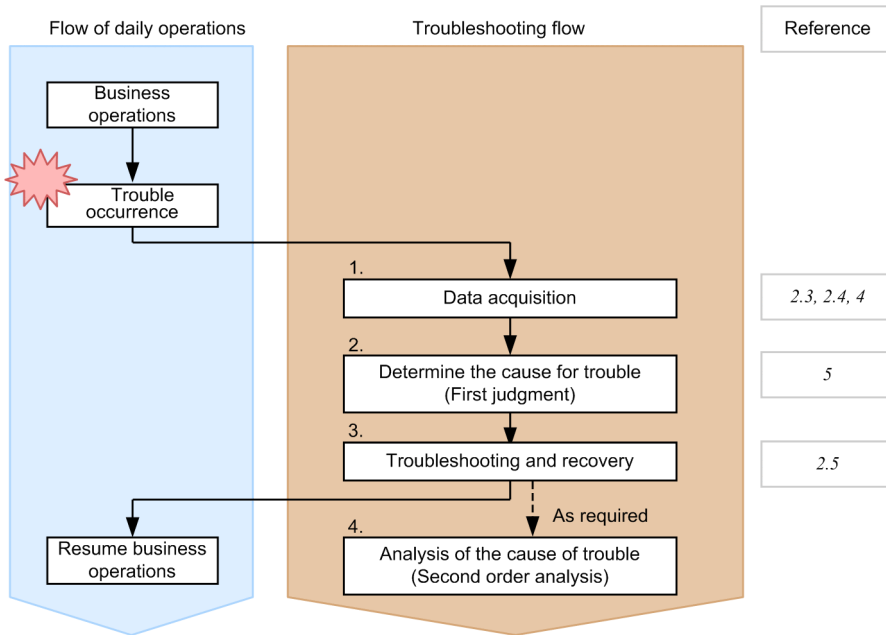 Flow of daily operations
Troubleshooting flow
Reference
Business
operations
Trouble
occurrence
1.
Data acquisition
2.3, 2.4, 4
2.
Determine the cause for trouble
(First judgment)
5
3.
Troubleshooting and recovery
2.5
As required
4.
Resume business
operations
Analysis of the cause of trouble
(Second order analysis)